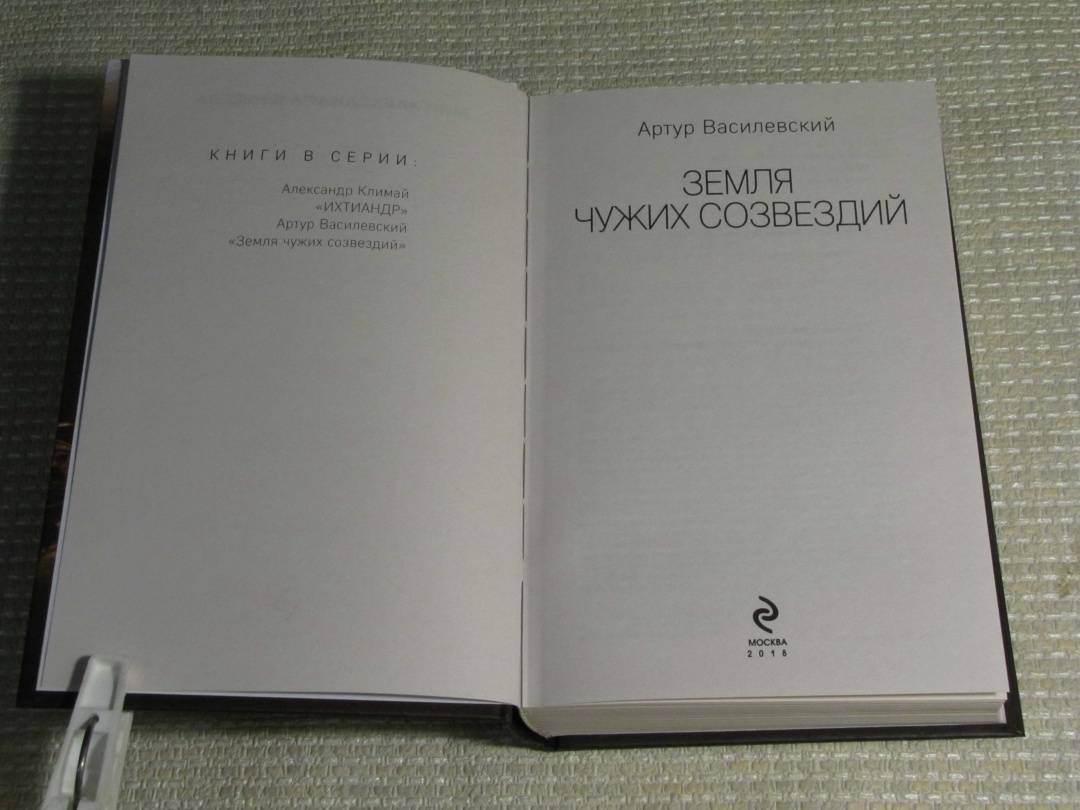 КНИГИ В СЕРИИ:
Александр Климай
«ИХТИАНДР»
Артур Василевский
«Земля чужих созвездий»
Артур Василевский
ЗЕМЛЯ
ЧУЖИХ СОЗВЕЗДИЙ
МОСКВА
2018